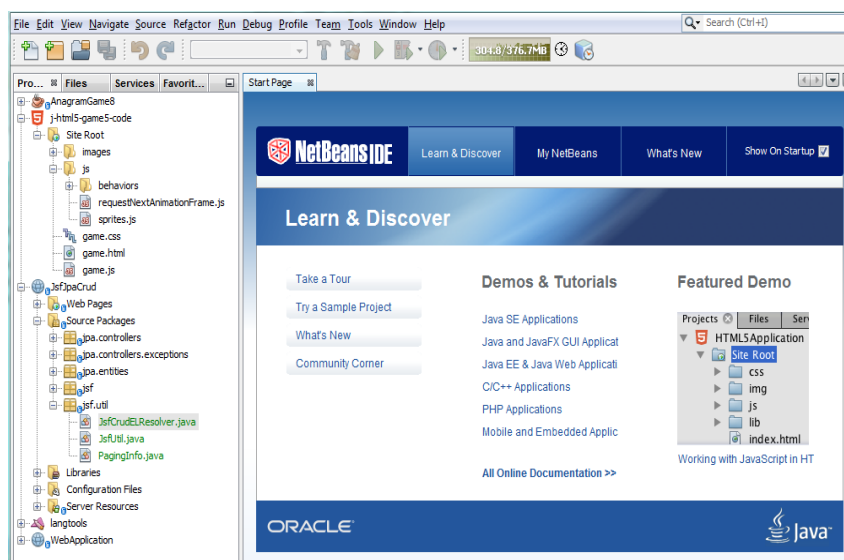 File Edit View Navigate Source Refactor Run Debug Profile Team Tools Window Help
Search (Ctrl+I)
304.8/376.7MB
Pro... Files Services Favorit...
Start Page
AnagramGame8
j-html5-game5-code
Site Root
images
js
behaviors
requestNextAnimationFrame.js
sprites.js
game.css
game.html
game.js
JsfJpaCrud
Web Pages
Source Packages
jpa.controllers
jpa.controllers.exceptions
jpa.entities
jsf
jsf.util
JsfCrudELResolver.java
JsfUtil.java
PagingInfo.java
Libraries
Configuration Files
Server Resources
langtools
WebApplication
NetBeans IDE
Learn & Discover
My NetBeans
What's New
Show On Startup
Learn & Discover
Take a Tour
Try a Sample Project
What's New
Community Corner
Demos & Tutorials
Java SE Applications
Java and JavaFX GUI Applicat
Java EE & Java Web Applicati
C/C++ Applications
PHP Applications
Mobile and Embedded Applic
All Online Documentation >>
Featured Demo
Projects Files Serv
HTML5Application
Site Root
css
img
js
lib
index.html
Working with JavaScript in HT
ORACLE
Java